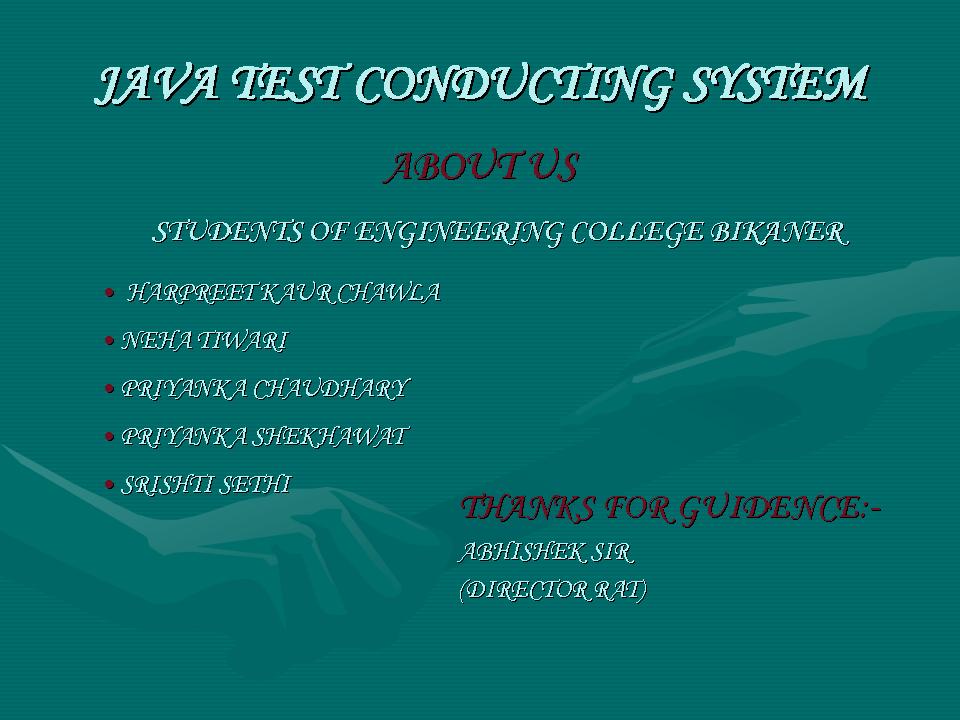 JAVA TEST CONDUCTING SYSTEM
ABOUT US
STUDENTS OF ENGINEERING COLLEGE BIKANER
• HARPREET KAUR CHAWLA
• NEHA TIWARI
• PRIYANKA CHAUDHARY
• PRIYANKA SHEKHAWAT
• SRISHTI SETHI
THANKS FOR GUIDENCE:-
ABHISHEK SIR
(DIRECTOR RAT)